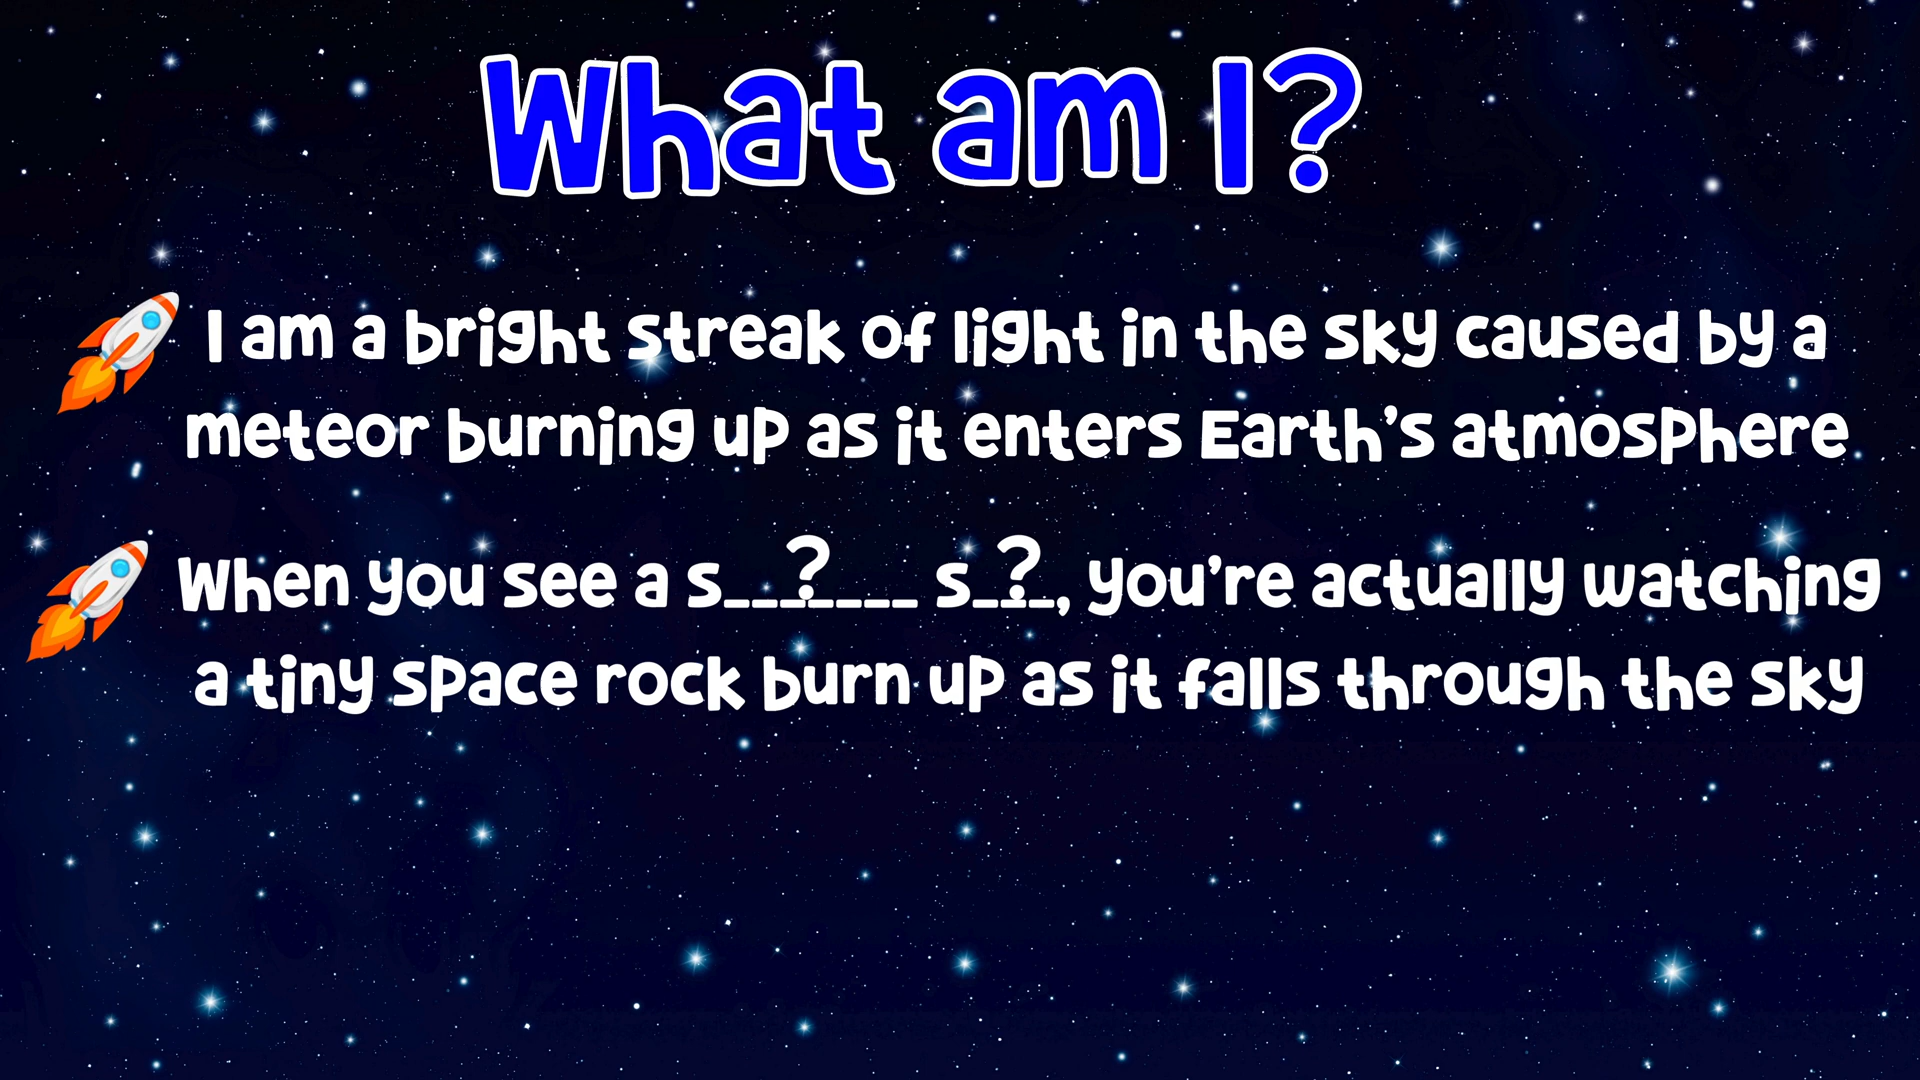 What am I?
I am a bright streak of light in the sky caused by a
meteor burning up as it enters Earth's atmosphere
When you see a s___?____ s_?_, you're actually watching
a tiny space rock burn up as it falls through the sky